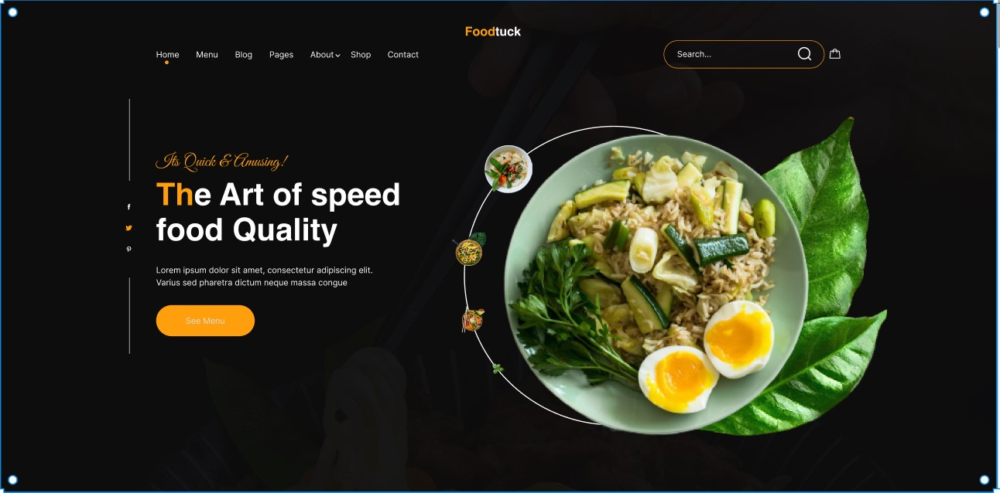 Foodtuck
Home Menu Blog Pages About Shop Contact
Search...
Its Quick & Amusing!
The Art of speed
food Quality
Lorem ipsum dolor sit amet, consectetur adipiscing elit.
Varius sed pharetra dictum neque massa congue
See Menu